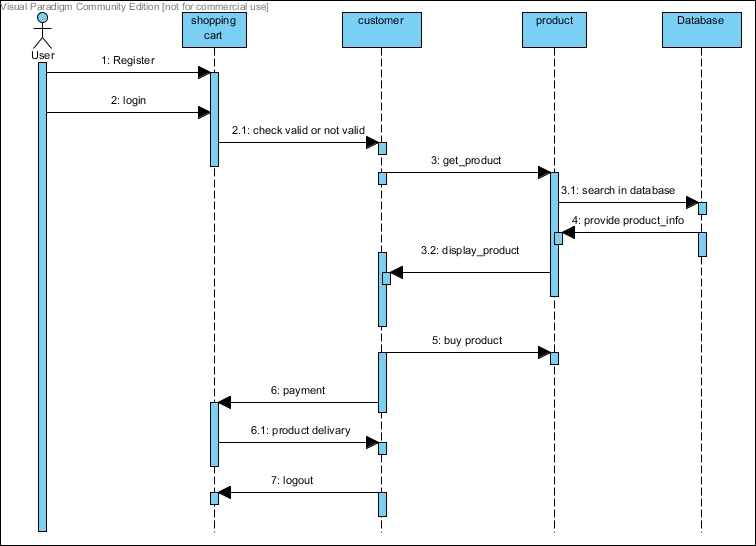 Visual Paradigm Community Edition [not for commercial use]
shopping
cart
customer
product
Database
User
1: Register
2: login
2.1: check valid or not valid
3: get_product
3.1: search in database
4: provide product_info
3.2: display_product
5: buy product
6: payment
6.1: product delivary
7: logout